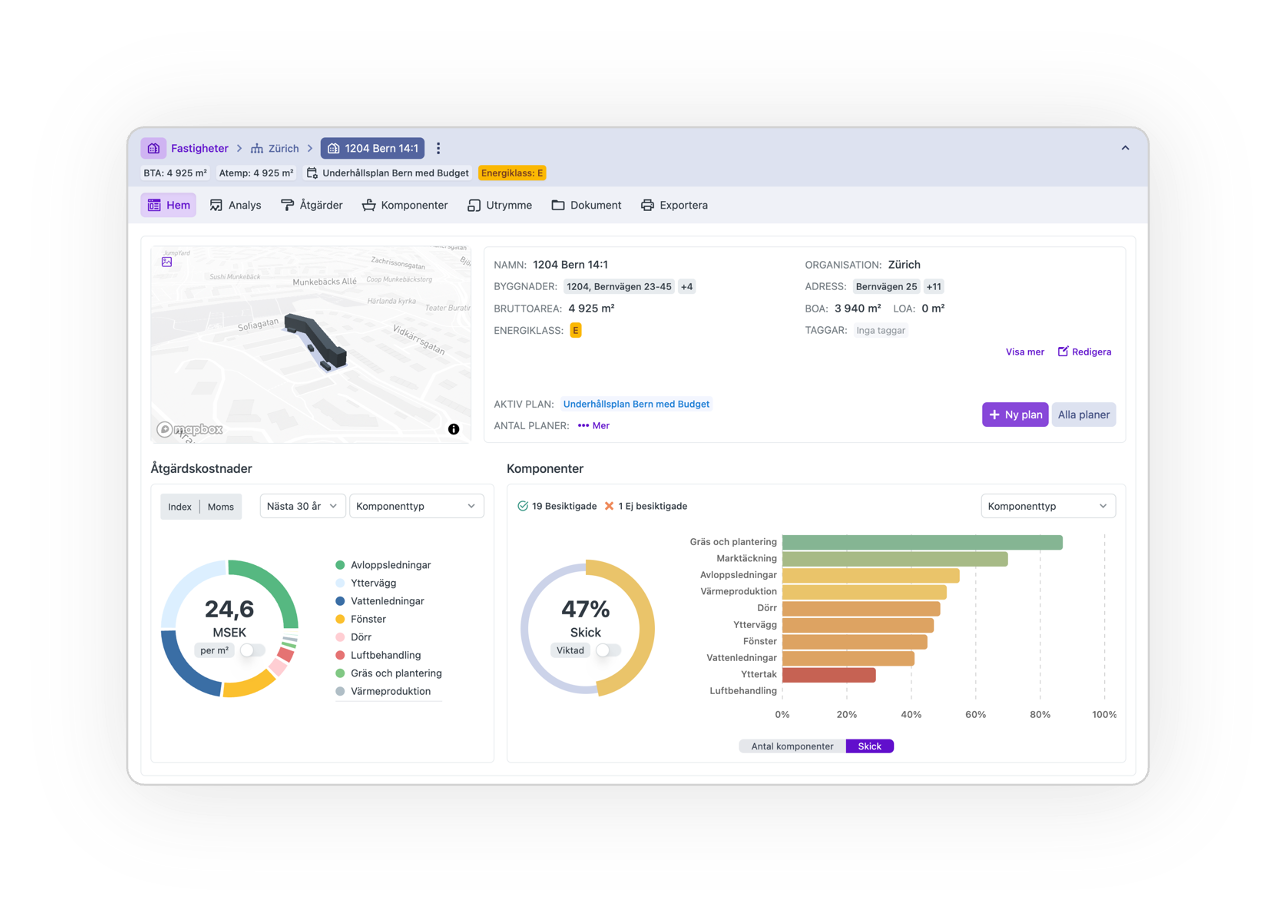 Fastigheter > Zürich > 1204 Bern 14:1
BTA: 4 925 m² Atemp: 4 925 m² Underhållsplan Bern med Budget Energiklass: E
Hem Analys Åtgärder Komponenter Utrymme Dokument Exportera
Sushi Munkebäck
Munkebäcks Allé
Zachrissonsgatan
Coop Munkebäckstorg
Härlanda kyrka
Sofiagatan
Vidkärrsgatan
mapbox
NAMN: 1204 Bern 14:1
BYGGNADER: 1204, Bernvägen 23-45 +4
BRUTTOAREA: 4 925 m²
ENERGIKLASS: E
ORGANISATION: Zürich
ADRESS: Bernvägen 25 +11
BOA: 3 940 m² LOA: 0 m²
TAGGAR: Inga taggar
Visa mer Redigera
AKTIV PLAN: Underhållsplan Bern med Budget
ANTAL PLANER: ••• Mer
+ Ny plan Alla planer
Åtgärdskostnader
Index | Moms Nästa 30 år Komponenttyp
24,6
MSEK
per m²
Avloppsledningar
Yttervägg
Vattenledningar
Fönster
Dörr
Luftbehandling
Gräs och plantering
Värmeproduktion
Komponenter
19 Besiktigade 1 Ej besiktigade Komponenttyp
47%
Skick
Viktad
Gräs och plantering
Marktäckning
Avloppsledningar
Värmeproduktion
Dörr
Yttervägg
Fönster
Vattenledningar
Yttertak
Luftbehandling
0% 20% 40% 60% 80% 100%
Antal komponenter Skick